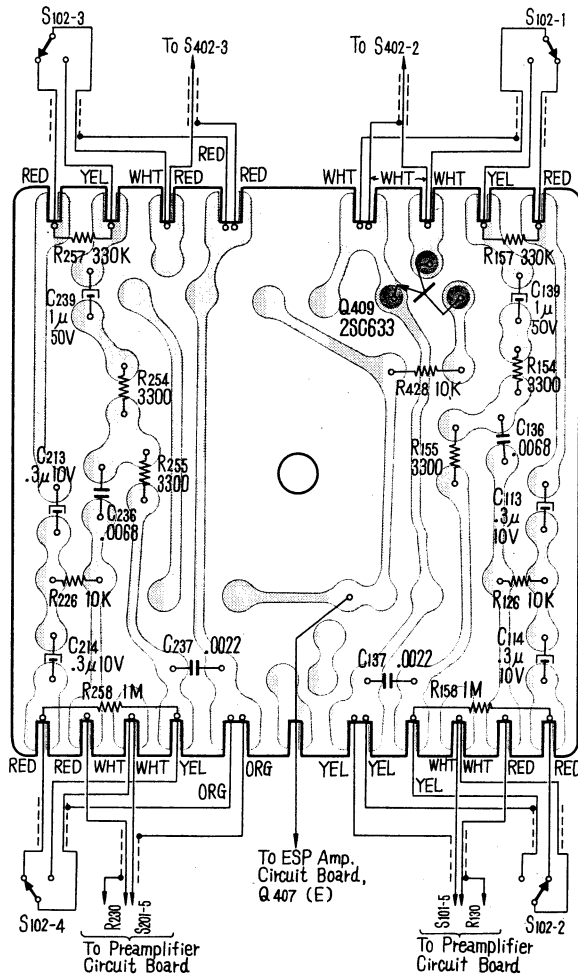 S102-3
To S402-3
To S402-2
S102-1
RED
RED YEL WHT RED RED
WHT WHT WHT YEL RED
R257 330K
R157 330K
C239
1μ
50V
Q409
2SC633
C139
1μ
50V
R254
3300
R154
3300
R428 10K
C213
.3μ 10V
R255
3300
C236
.0068
R155
3300
C136
.0068
C113
.3μ
10V
R226 10K
R126 10K
C214
.3μ 10V
C237 .0022
C137 .0022
C114
.3μ
10V
R258 1M
R158 1M
RED RED WHT WHT YEL ORG YEL YEL WHT WHT RED RED
ORG
YEL
To ESP Amp.
Circuit Board,
Q407 (E)
S102-4
R230
S201-5
S101-5
R130
S102-2
To Preamplifier
Circuit Board
To Preamplifier
Circuit Board